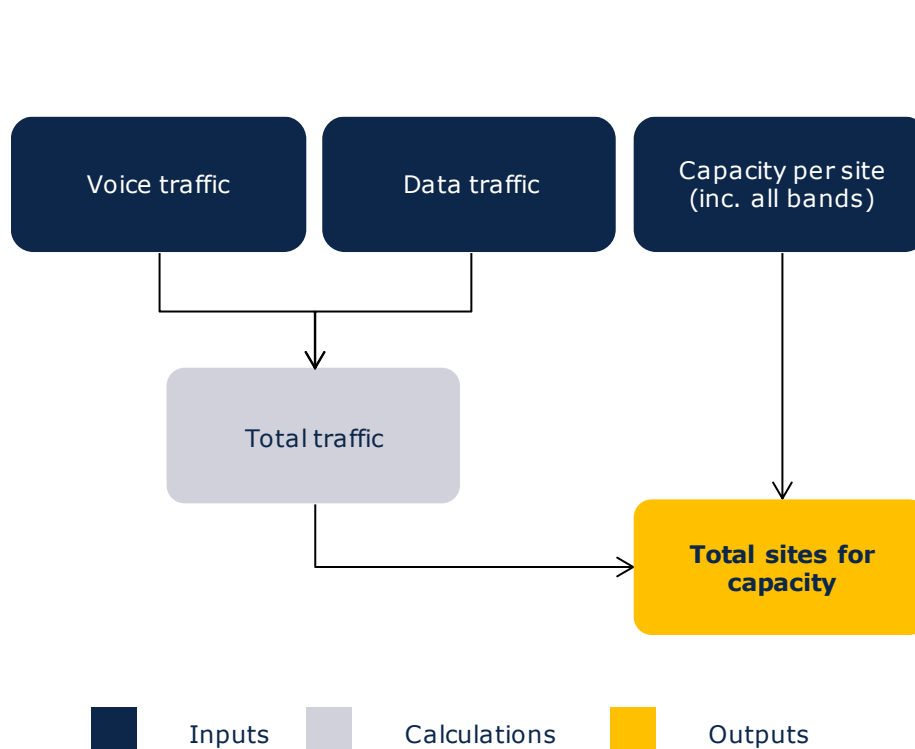 Voice traffic
Data traffic
Capacity per site
(inc. all bands)
Total traffic
Total sites for
capacity
Inputs
Calculations
Outputs